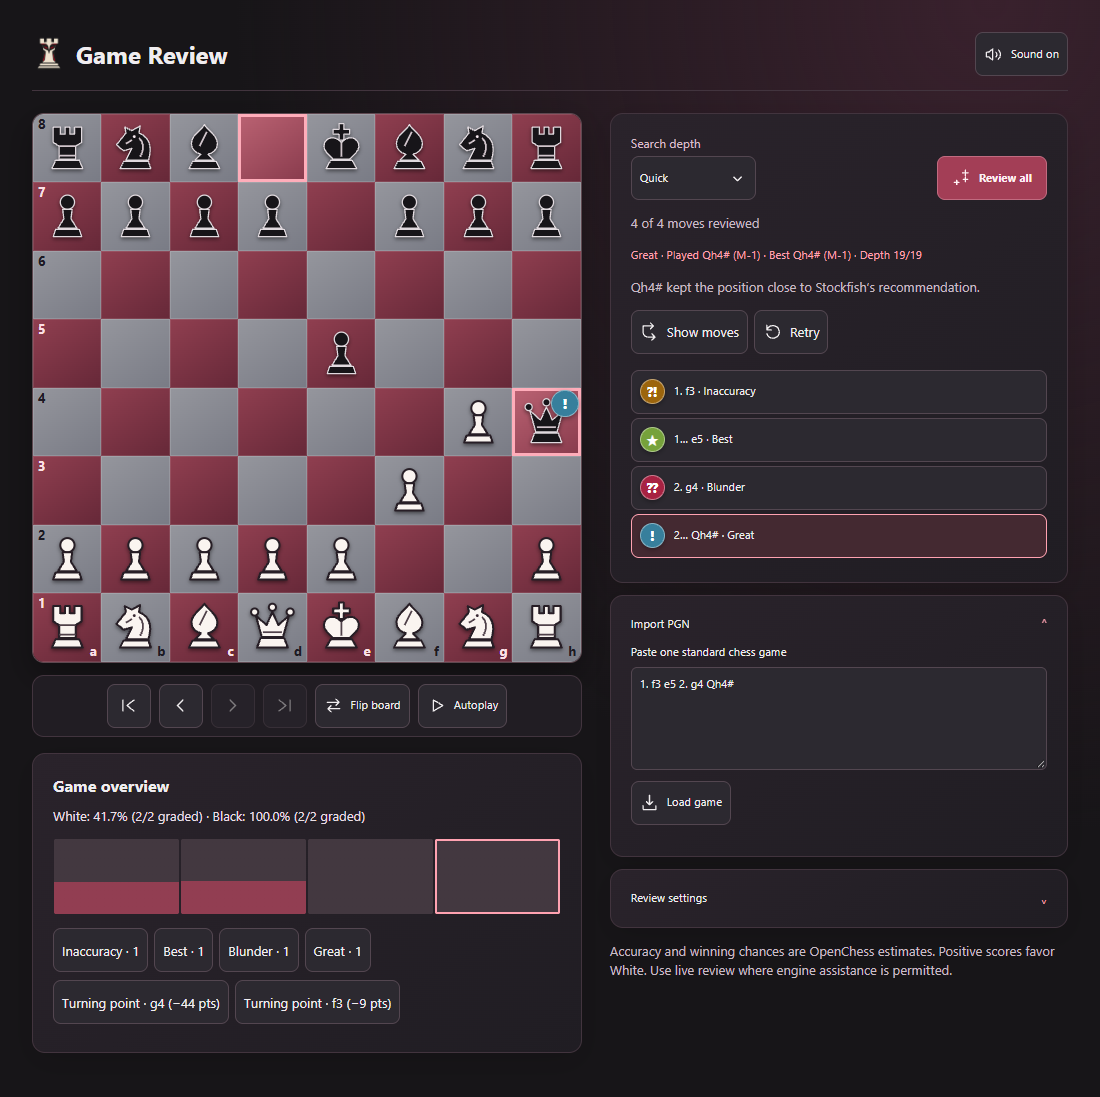 Game Review
Sound on
8
7
6
5
4
!
3
2
1
a b c d e f g h
Flip board
Autoplay
Game overview
White: 41.7% (2/2 graded) · Black: 100.0% (2/2 graded)
Inaccuracy · 1
Best · 1
Blunder · 1
Great · 1
Turning point · g4 (−44 pts)
Turning point · f3 (−9 pts)
Search depth
Quick
Review all
4 of 4 moves reviewed
Great · Played Qh4# (M-1) · Best Qh4# (M-1) · Depth 19/19
Qh4# kept the position close to Stockfish's recommendation.
Show moves
Retry
?! 1. f3 · Inaccuracy
1... e5 · Best
?? 2. g4 · Blunder
! 2... Qh4# · Great
Import PGN
Paste one standard chess game
1. f3 e5 2. g4 Qh4#
Load game
Review settings
Accuracy and winning chances are OpenChess estimates. Positive scores favor
White. Use live review where engine assistance is permitted.